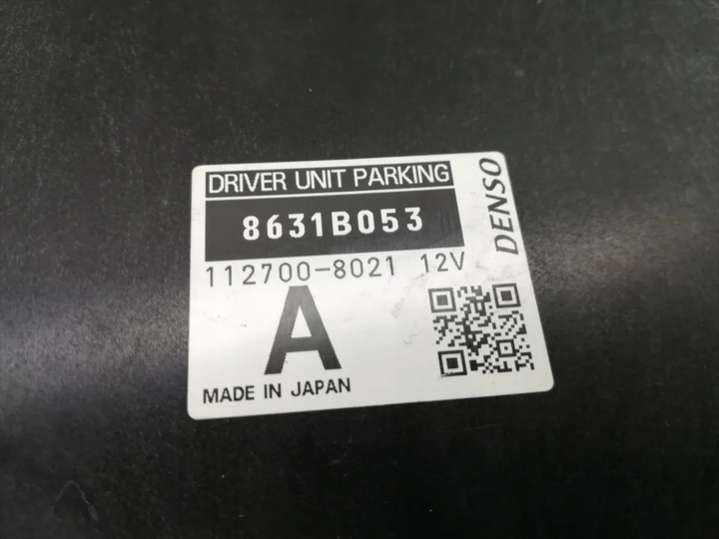 DRIVER UNIT PARKING
8631B053
112700-8021 12V
A
MADE IN JAPAN
DENSO